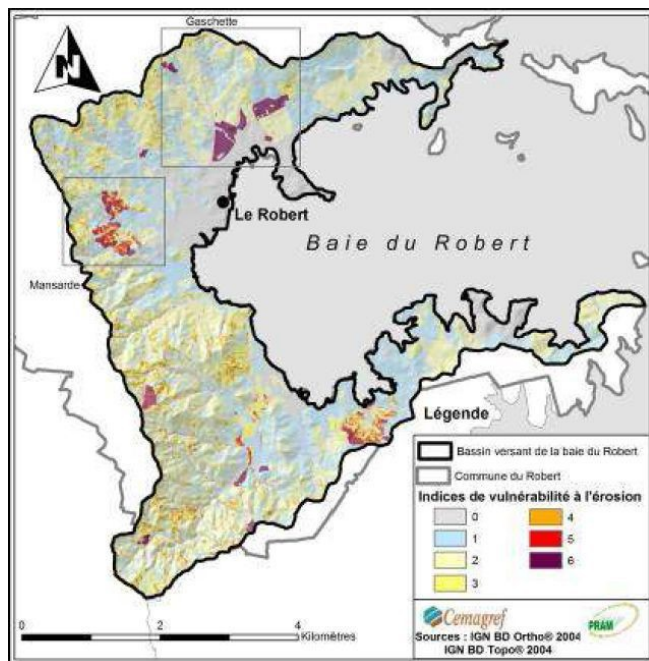 Gaschette
N
Le Robert
Baie du Robert
Mansarde
Légende
Bassin versant de la baie du Robert
Commune du Robert
Indices de vulnérabilité à l'érosion
0 4
1 5
2 6
3
0 2 4
Kilomètres
Cemagref PRAM
Sources : IGN BD Ortho® 2004
IGN BD Topo® 2004